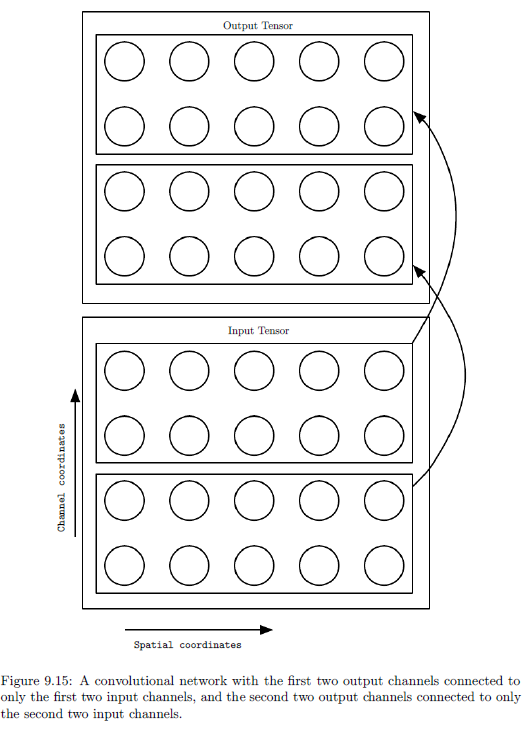 Output Tensor
Input Tensor
Channel coordinates
Spatial coordinates
Figure 9.15: A convolutional network with the first two output channels connected to
only the first two input channels, and the second two output channels connected to only
the second two input channels.